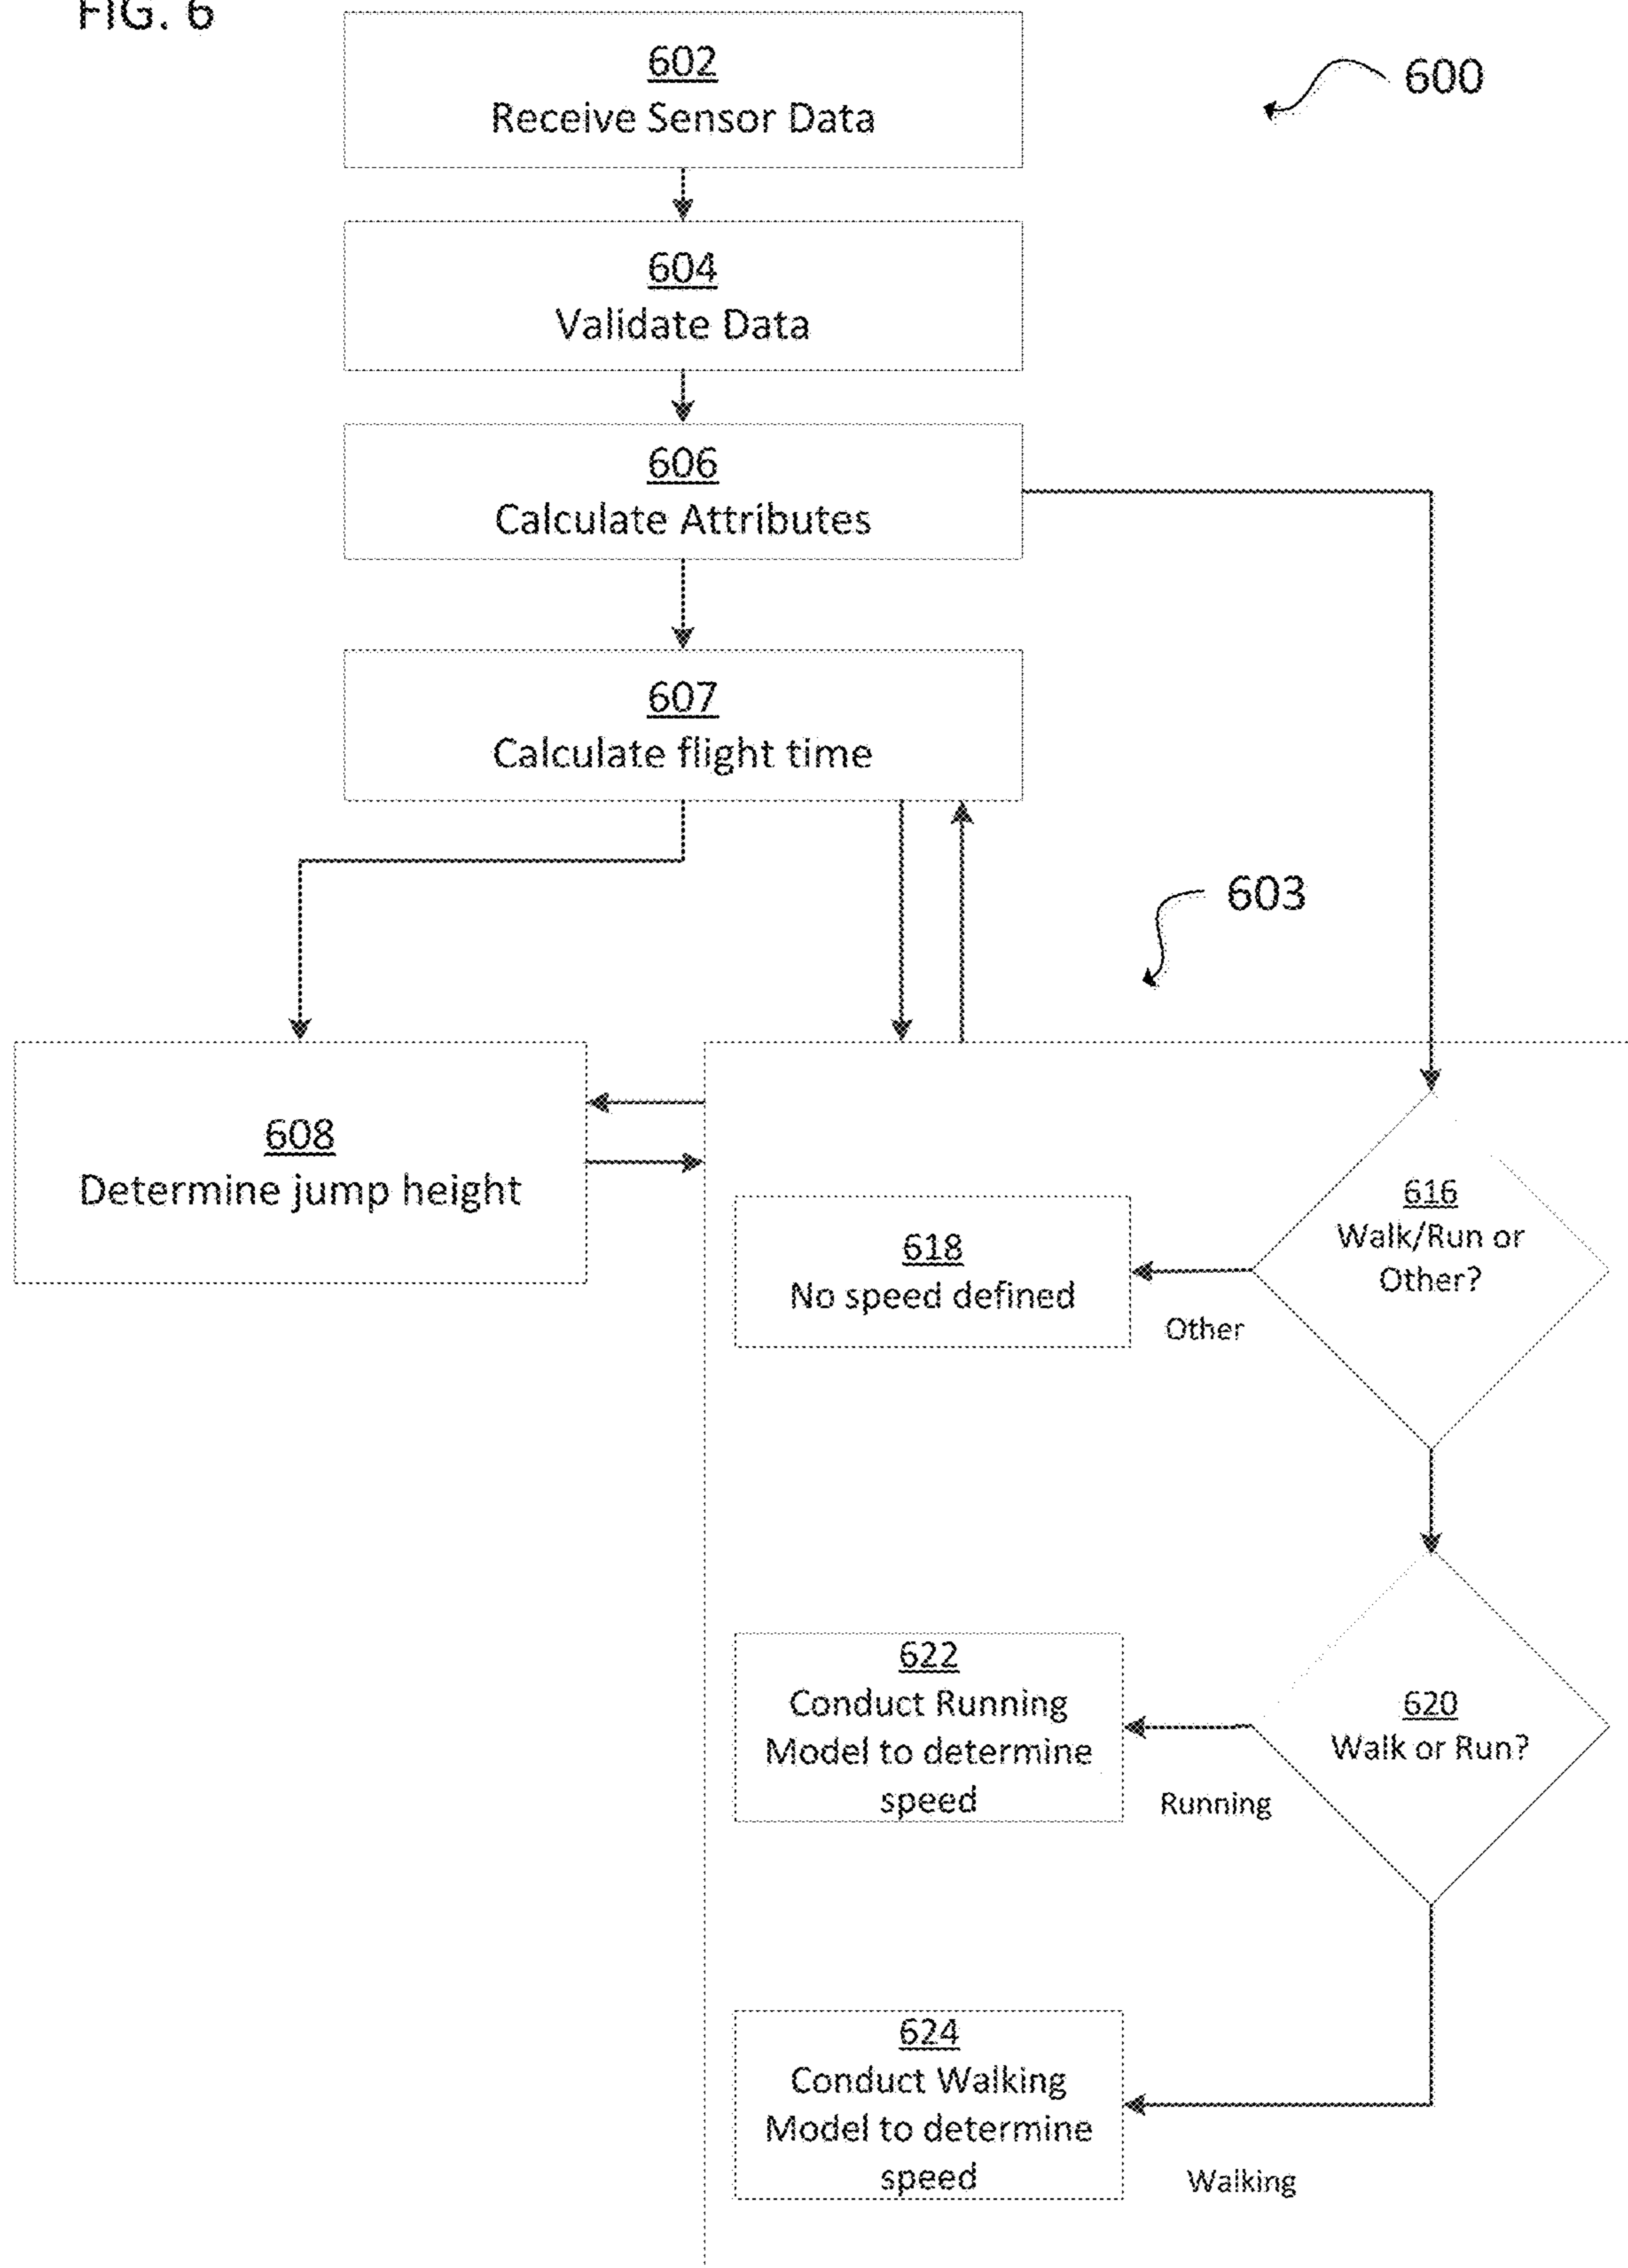 FIG. 6
602
Receive Sensor Data
600
604
Validate Data
606
Calculate Attributes
607
Calculate flight time
603
608
Determine jump height
616
Walk/Run or
Other?
618
No speed defined
Other
620
Walk or Run?
622
Conduct Running
Model to determine
speed
Running
624
Conduct Walking
Model to determine
speed
Walking